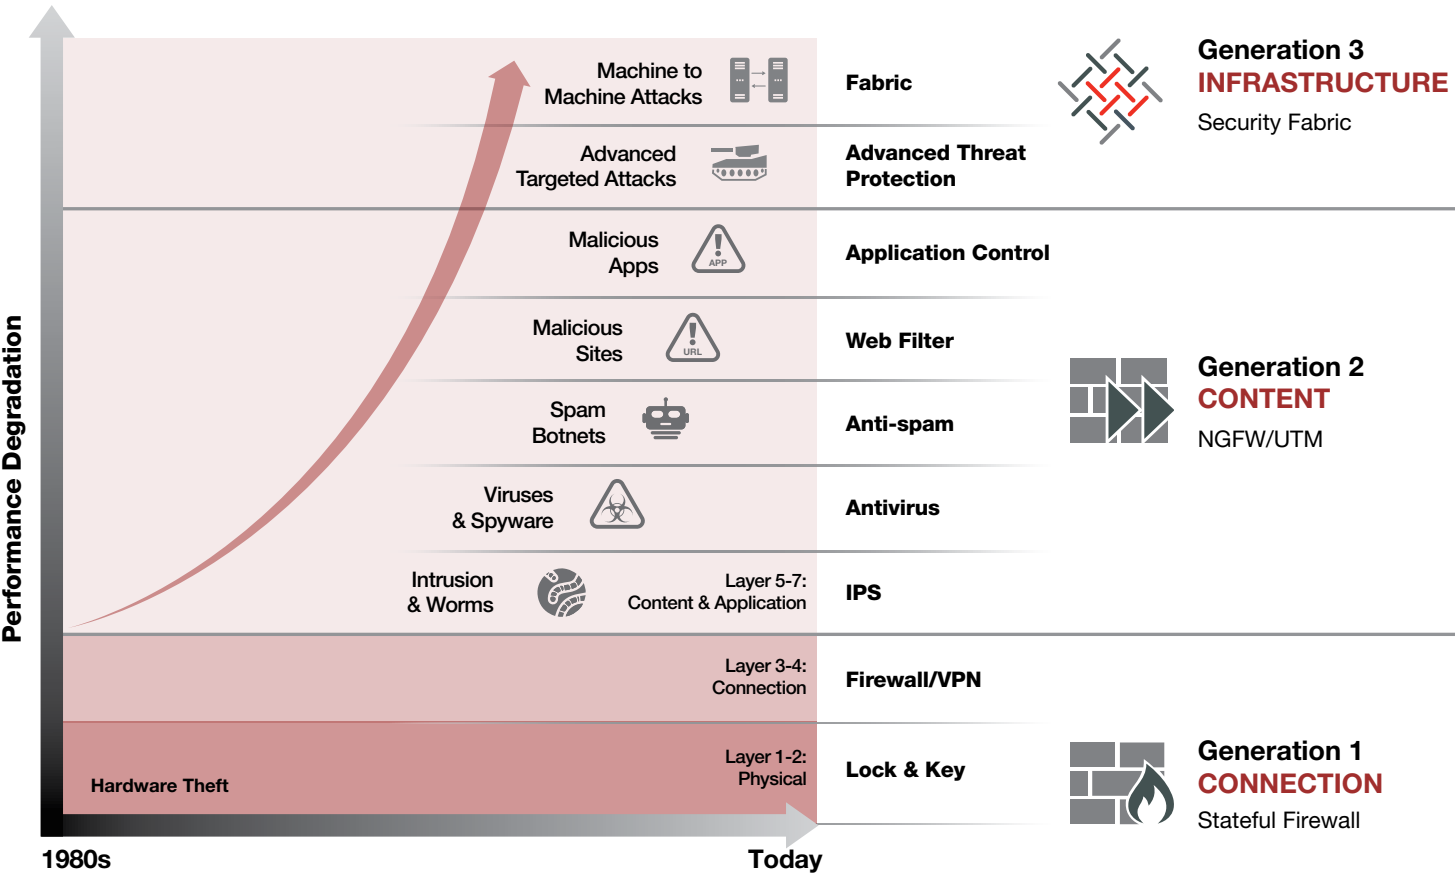 Machine to
Machine Attacks
Fabric
Generation 3
INFRASTRUCTURE
Security Fabric
Advanced
Targeted Attacks
Advanced Threat
Protection
Malicious
Apps
APP
Application Control
Malicious
Sites
URL
Web Filter
Generation 2
CONTENT
NGFW/UTM
Spam
Botnets
Anti-spam
Viruses
& Spyware
Antivirus
Intrusion
& Worms
Layer 5-7:
Content & Application
IPS
Layer 3-4:
Connection
Firewall/VPN
Layer 1-2:
Physical
Lock & Key
Hardware Theft
Generation 1
CONNECTION
Stateful Firewall
Performance Degradation
1980s
Today